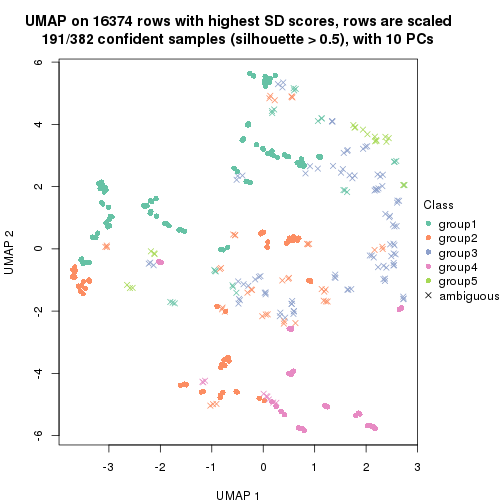 UMAP on 16374 rows with highest SD scores, rows are scaled
191/382 confident samples (silhouette > 0.5), with 10 PCs
6
4
2
0
-2
-4
-6
UMAP 2
-3
-2
-1
0
1
2
3
UMAP 1
Class
group1
group2
group3
group4
group5
ambiguous